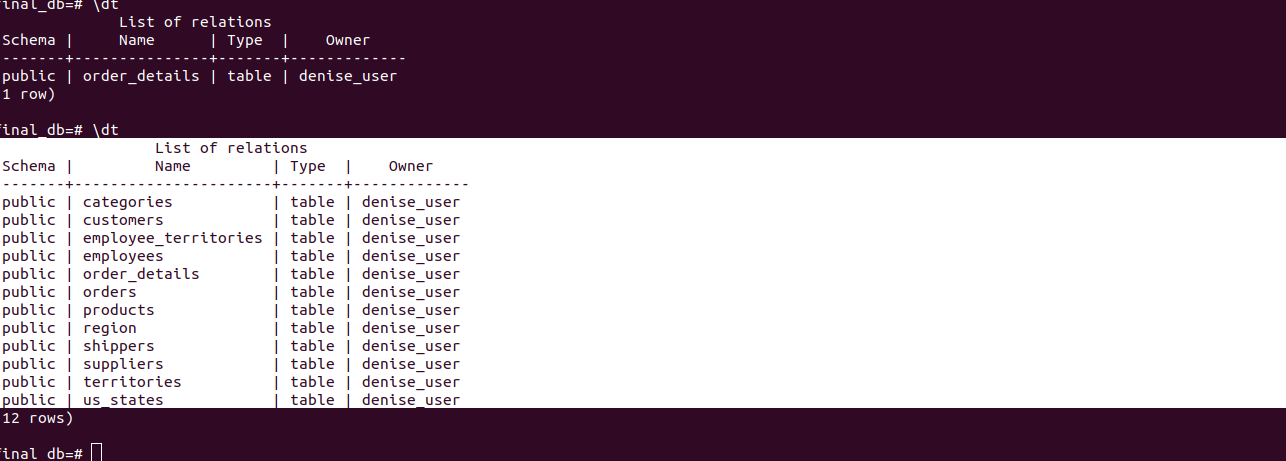 final_db=# \dt
List of relations
Schema | Name | Type | Owner
-------+---------------+-------+-------------
public | order_details | table | denise_user
1 row)
final_db=# \dt
List of relations
Schema | Name | Type | Owner
-------+----------------------+-------+-------------
public | categories | table | denise_user
public | customers | table | denise_user
public | employee_territories | table | denise_user
public | employees | table | denise_user
public | order_details | table | denise_user
public | orders | table | denise_user
public | products | table | denise_user
public | region | table | denise_user
public | shippers | table | denise_user
public | suppliers | table | denise_user
public | territories | table | denise_user
public | us_states | table | denise_user
12 rows)
final_db=#